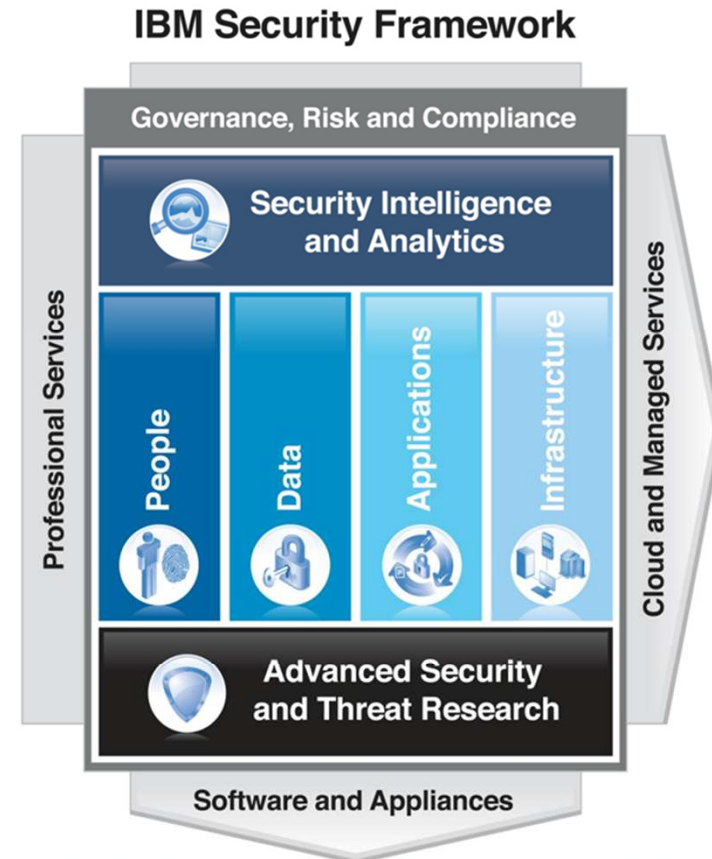 IBM Security Framework
Governance, Risk and Compliance
Security Intelligence
and Analytics
Professional Services
People
Data
Applications
Infrastructure
Cloud and Managed Services
Advanced Security
and Threat Research
Software and Appliances